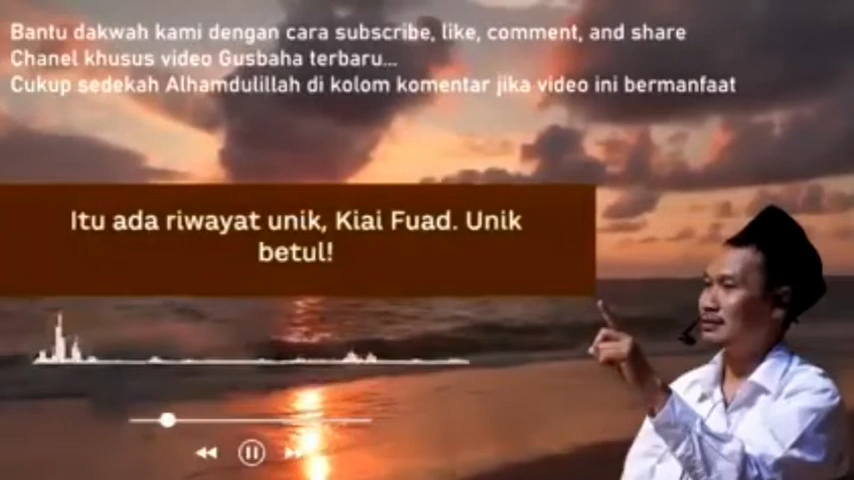 Bantu dakwah kami dengan cara subscribe, like, comment, and share
Chanel khusus video Gusbaha terbaru...
Cukup sedekah Alhamdulillah di kolom komentar jika video ini bermanfaat
Itu ada riwayat unik, Kiai Fuad. Unik
betul!